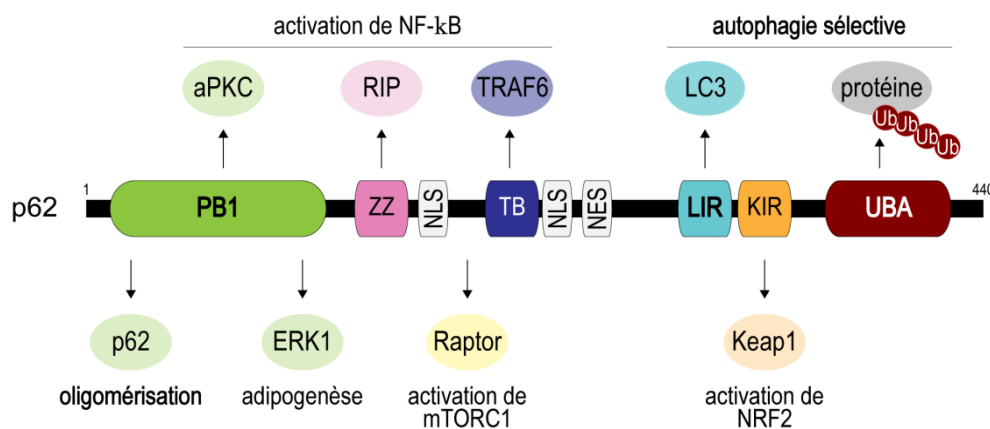 activation de NF-kB
autophagie sélective
aPKC
RIP
TRAF6
LC3
protéine
Ub
Ub
Ub
Ub
p62
1
PB1
ZZ
NLS
TB
NLS
NES
LIR
KIR
UBA
440
p62
ERK1
Raptor
Keap1
oligomérisation
adipogenèse
activation de
mTORC1
activation de
NRF2